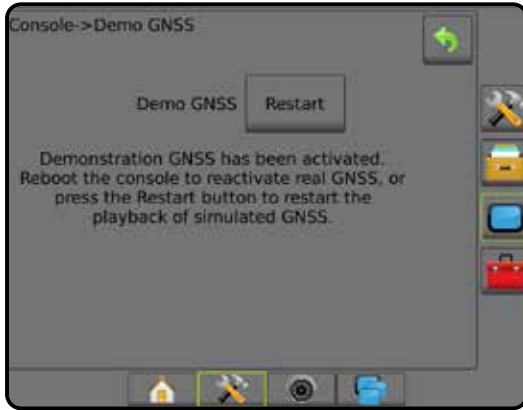 Console->Demo GNSS
Demo GNSS Restart
Demonstration GNSS has been activated.
Reboot the console to reactivate real GNSS, or
press the Restart button to restart the
playback of simulated GNSS.